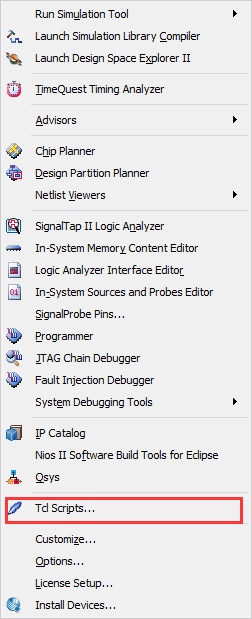 Run Simulation Tool
Launch Simulation Library Compiler
Launch Design Space Explorer II
TimeQuest Timing Analyzer
Advisors
Chip Planner
Design Partition Planner
Netlist Viewers
SignalTap II Logic Analyzer
In-System Memory Content Editor
Logic Analyzer Interface Editor
In-System Sources and Probes Editor
SignalProbe Pins...
Programmer
JTAG Chain Debugger
Fault Injection Debugger
System Debugging Tools
IP Catalog
Nios II Software Build Tools for Eclipse
Qsys
Tcl Scripts...
Customize...
Options...
License Setup...
Install Devices...